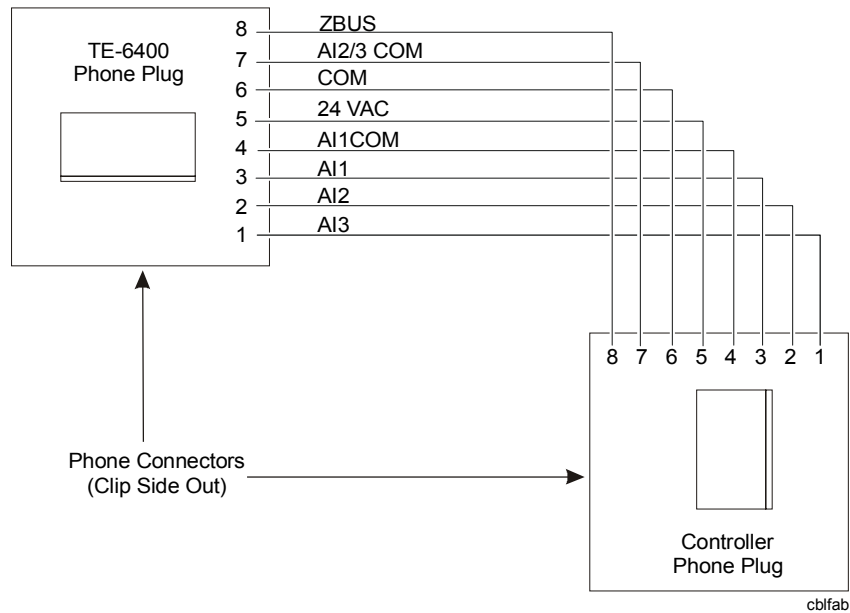 TE-6400
Phone Plug
8 ZBUS
7 AI2/3 COM
6 COM
5 24 VAC
4 AI1COM
3 AI1
2 AI2
1 AI3
8 7 6 5 4 3 2 1
Phone Connectors
(Clip Side Out)
Controller
Phone Plug
cblfab